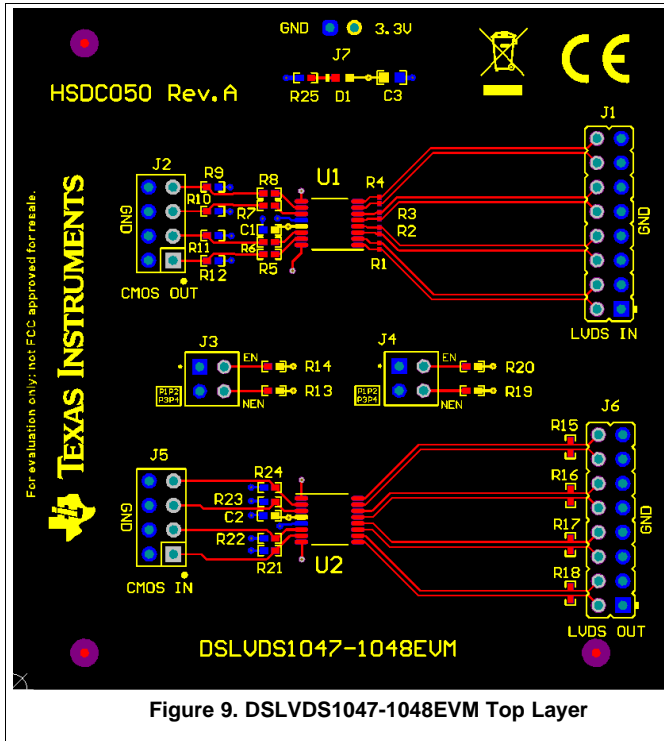 GND 3.3V
J7
HSDC050 Rev.A
R25 D1 C3
J1
J2
R9
R8
U1
R4
R10
R7
R3
GND
GND
C1
R2
R11
R6
R12
R5
R1
CMOS OUT
LVDS IN
For evaluation only; not FCC approved for resale.
TEXAS INSTRUMENTS
J3
J4
EN
R14
EN
R20
P1P2
P3P4
R13
P1P2
P3P4
R19
NEN
NEN
J6
R15
J5
R24
R16
R23
GND
C2
GND
R17
R22
R21
U2
R18
CMOS IN
LVDS OUT
DSLVDS1047-1048EVM
Figure 9. DSLVDS1047-1048EVM Top Layer